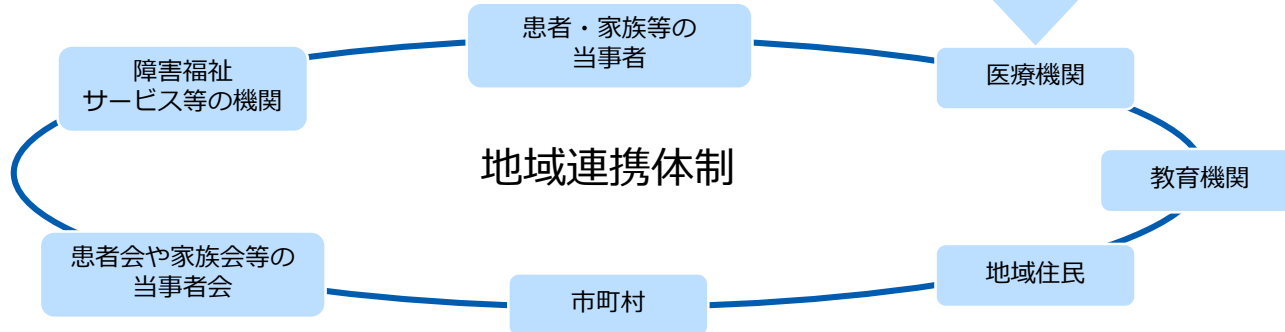 患者・家族等の
当事者
障害福祉
サービス等の機関
医療機関
地域連携体制
教育機関
患者会や家族会等の
当事者会
地域住民
市町村